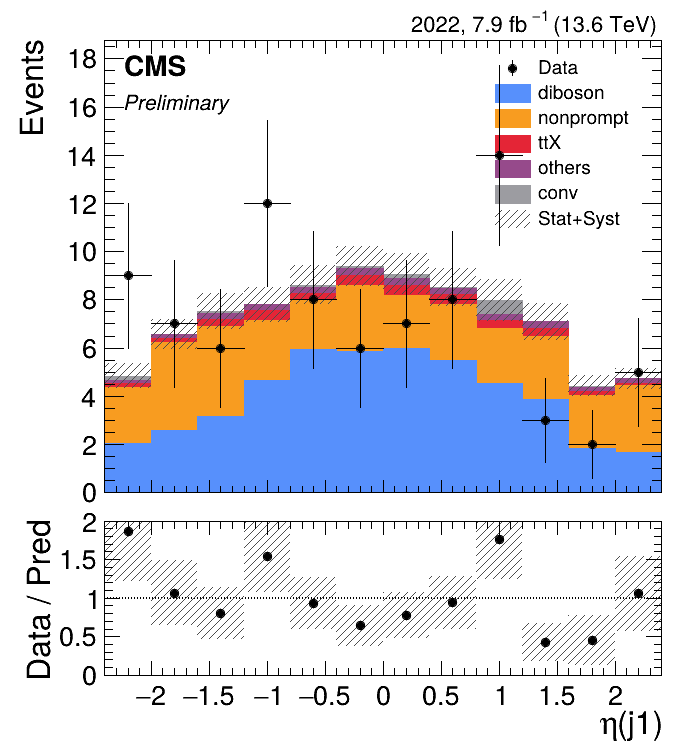 2022, 7.9 fb⁻¹ (13.6 TeV)
Events
18
16
14
12
10
8
6
4
2
0
CMS
Preliminary
Data
diboson
nonprompt
ttX
others
conv
Stat+Syst
Data / Pred
2
1.5
1
0.5
0
−2 −1.5 −1 −0.5 0 0.5 1 1.5 2
η(j1)